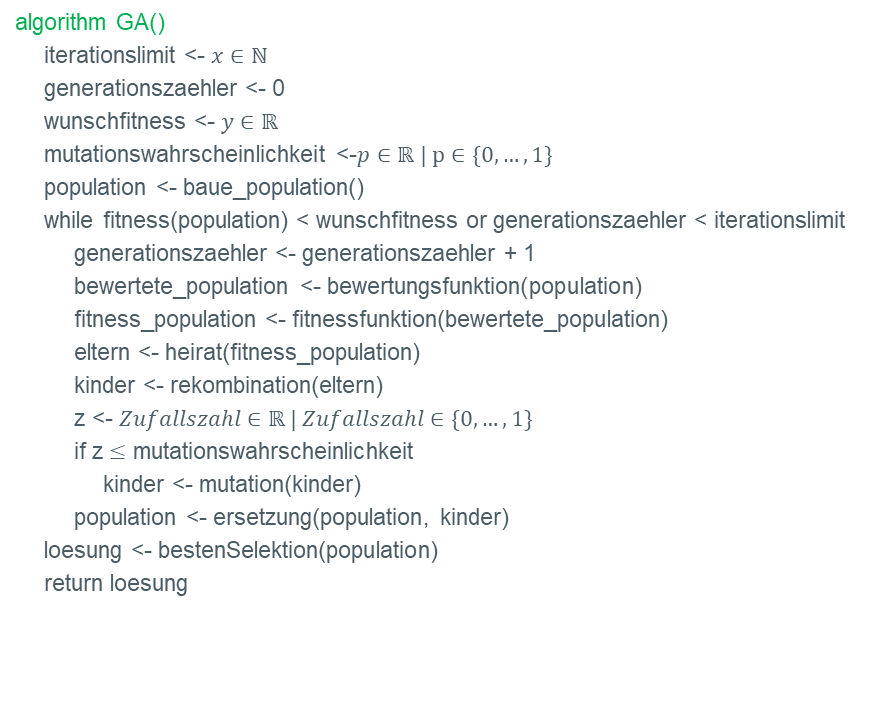 algorithm GA()
iterationslimit <- x ∈ ℕ
generationszaehler <- 0
wunschfitness <- y ∈ ℝ
mutationswahrscheinlichkeit <-p ∈ ℝ | p ∈ {0, … , 1}
population <- baue_population()
while fitness(population) < wunschfitness or generationszaehler < iterationslimit
generationszaehler <- generationszaehler + 1
bewertete_population <- bewertungsfunktion(population)
fitness_population <- fitnessfunktion(bewertete_population)
eltern <- heirat(fitness_population)
kinder <- rekombination(eltern)
z <- Zufallszahl ∈ ℝ | Zufallszahl ∈ {0, … , 1}
if z ≤ mutationswahrscheinlichkeit
kinder <- mutation(kinder)
population <- ersetzung(population, kinder)
loesung <- bestenSelektion(population)
return loesung